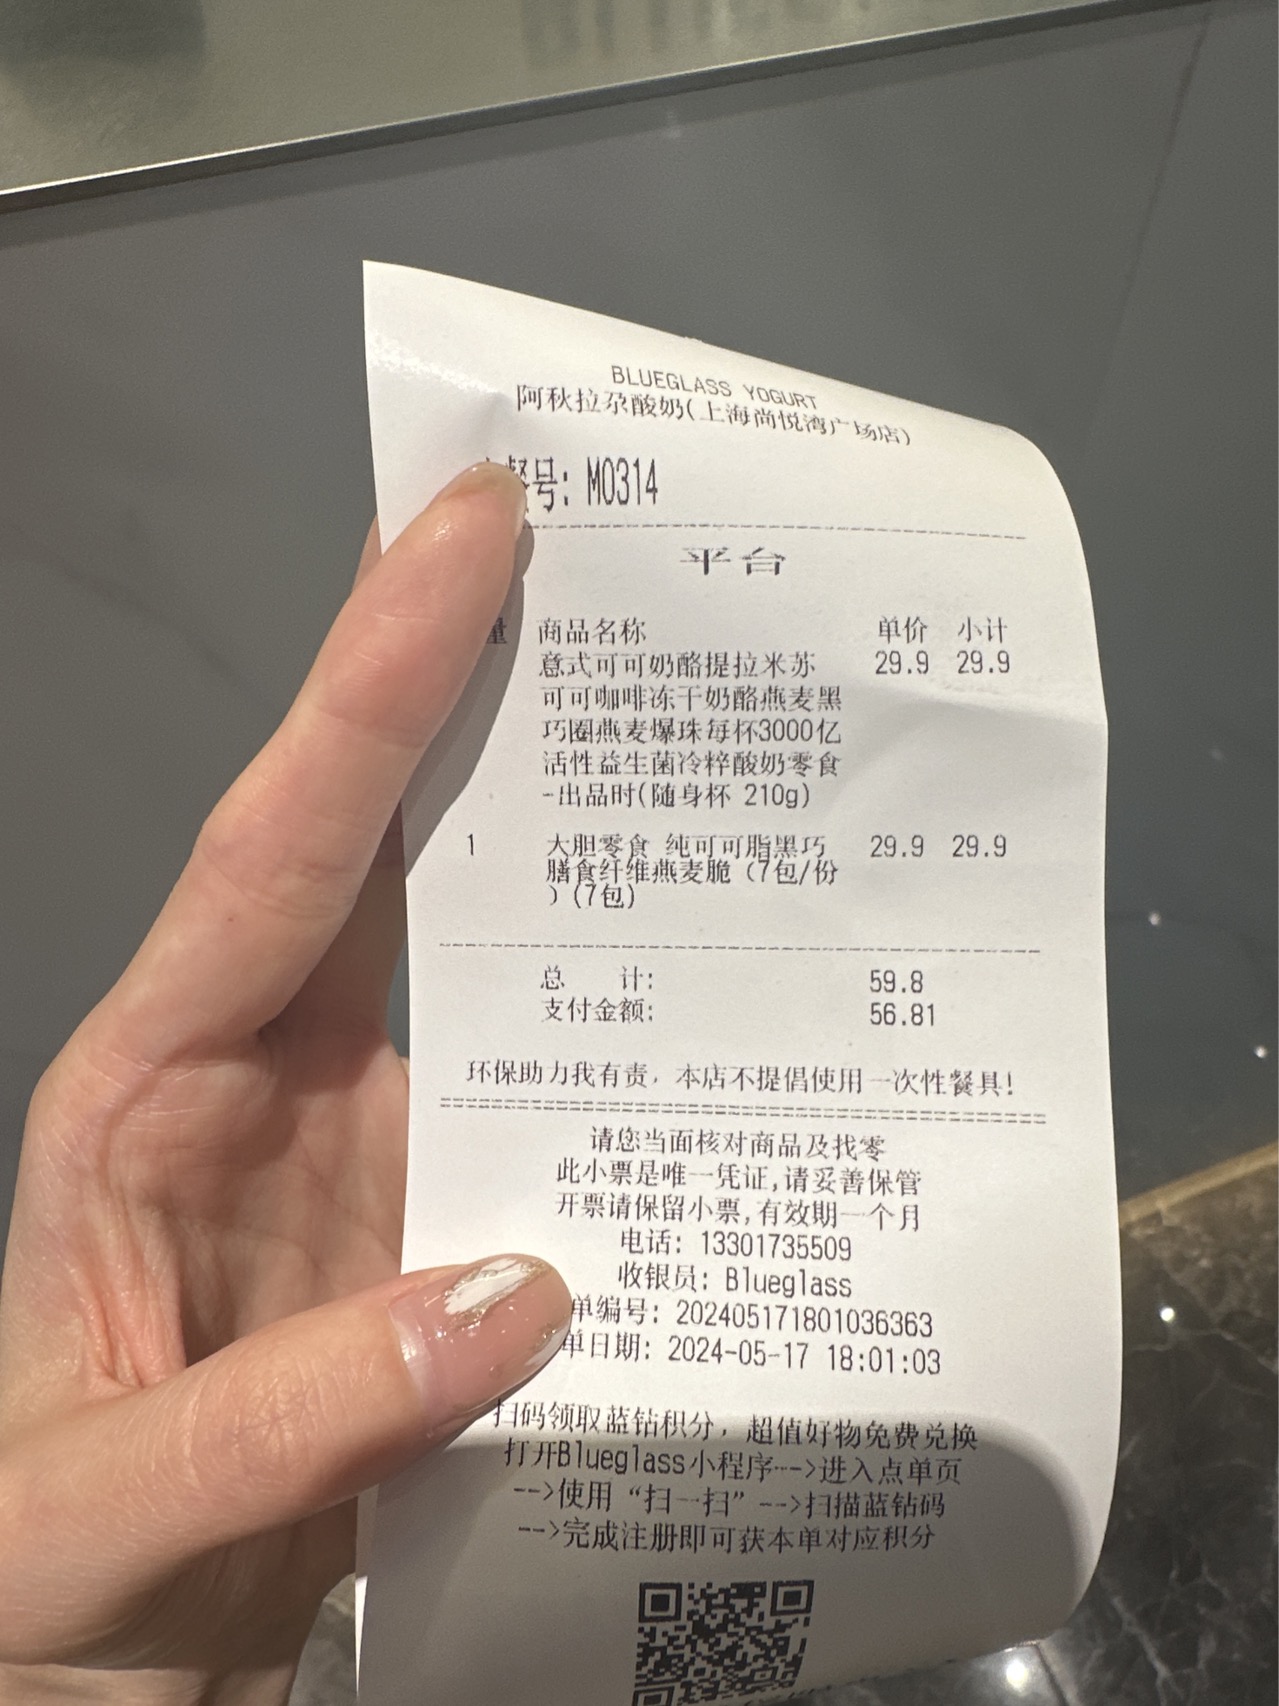 BLUEGLASS YOGURT
阿秋拉尕酸奶(上海尚悦湾广场店)
餐号: M0314
平台
量 商品名称 单价 小计
意式可可奶酪提拉米苏 29.9 29.9
可可咖啡冻干奶酪燕麦黑
巧圈燕麦爆珠每杯3000亿
活性益生菌冷粹酸奶零食
-出品时(随身杯 210g)
1 大胆零食 纯可可脂黑巧 29.9 29.9
膳食纤维燕麦脆（7包/份
）(7包)
总 计: 59.8
支付金额: 56.81
环保助力我有责，本店不提倡使用一次性餐具!
请您当面核对商品及找零
此小票是唯一凭证,请妥善保管
开票请保留小票,有效期一个月
电话: 13301735509
收银员: Blueglass
单编号: 202405171801036363
单日期: 2024-05-17 18:01:03
扫码领取蓝钻积分，超值好物免费兑换
打开Blueglass小程序-->进入点单页
-->使用“扫一扫”-->扫描蓝钻码
-->完成注册即可获本单对应积分